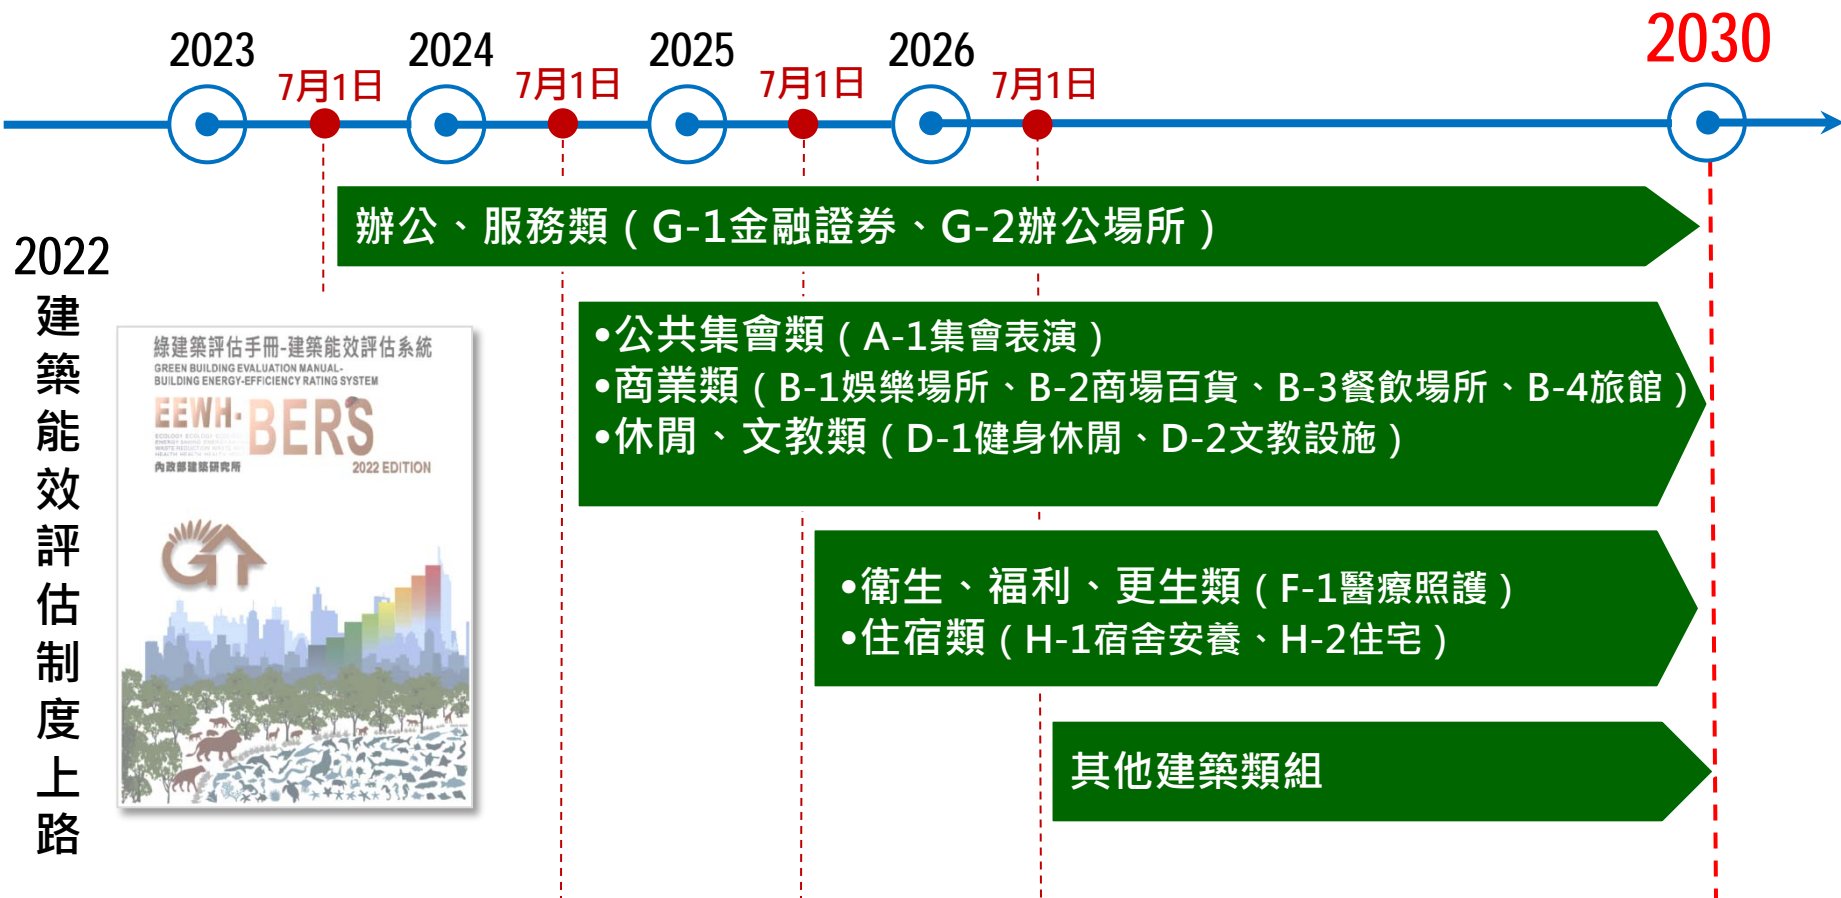 2023
2024
2025
2026
2030
7月1日
7月1日
7月1日
7月1日
2022
建築能效評估制度上路
辦公、服務類（G-1金融證券、G-2辦公場所）
•公共集會類（A-1集會表演）
•商業類（B-1娛樂場所、B-2商場百貨、B-3餐飲場所、B-4旅館）
•休閒、文教類（D-1健身休閒、D-2文教設施）
•衛生、福利、更生類（F-1醫療照護）
•住宿類（H-1宿舍安養、H-2住宅）
其他建築類組
綠建築評估手冊-建築能效評估系統
GREEN BUILDING EVALUATION MANUAL-
BUILDING ENERGY-EFFICIENCY RATING SYSTEM
EEWH-BERS
內政部建築研究所
2022 EDITION